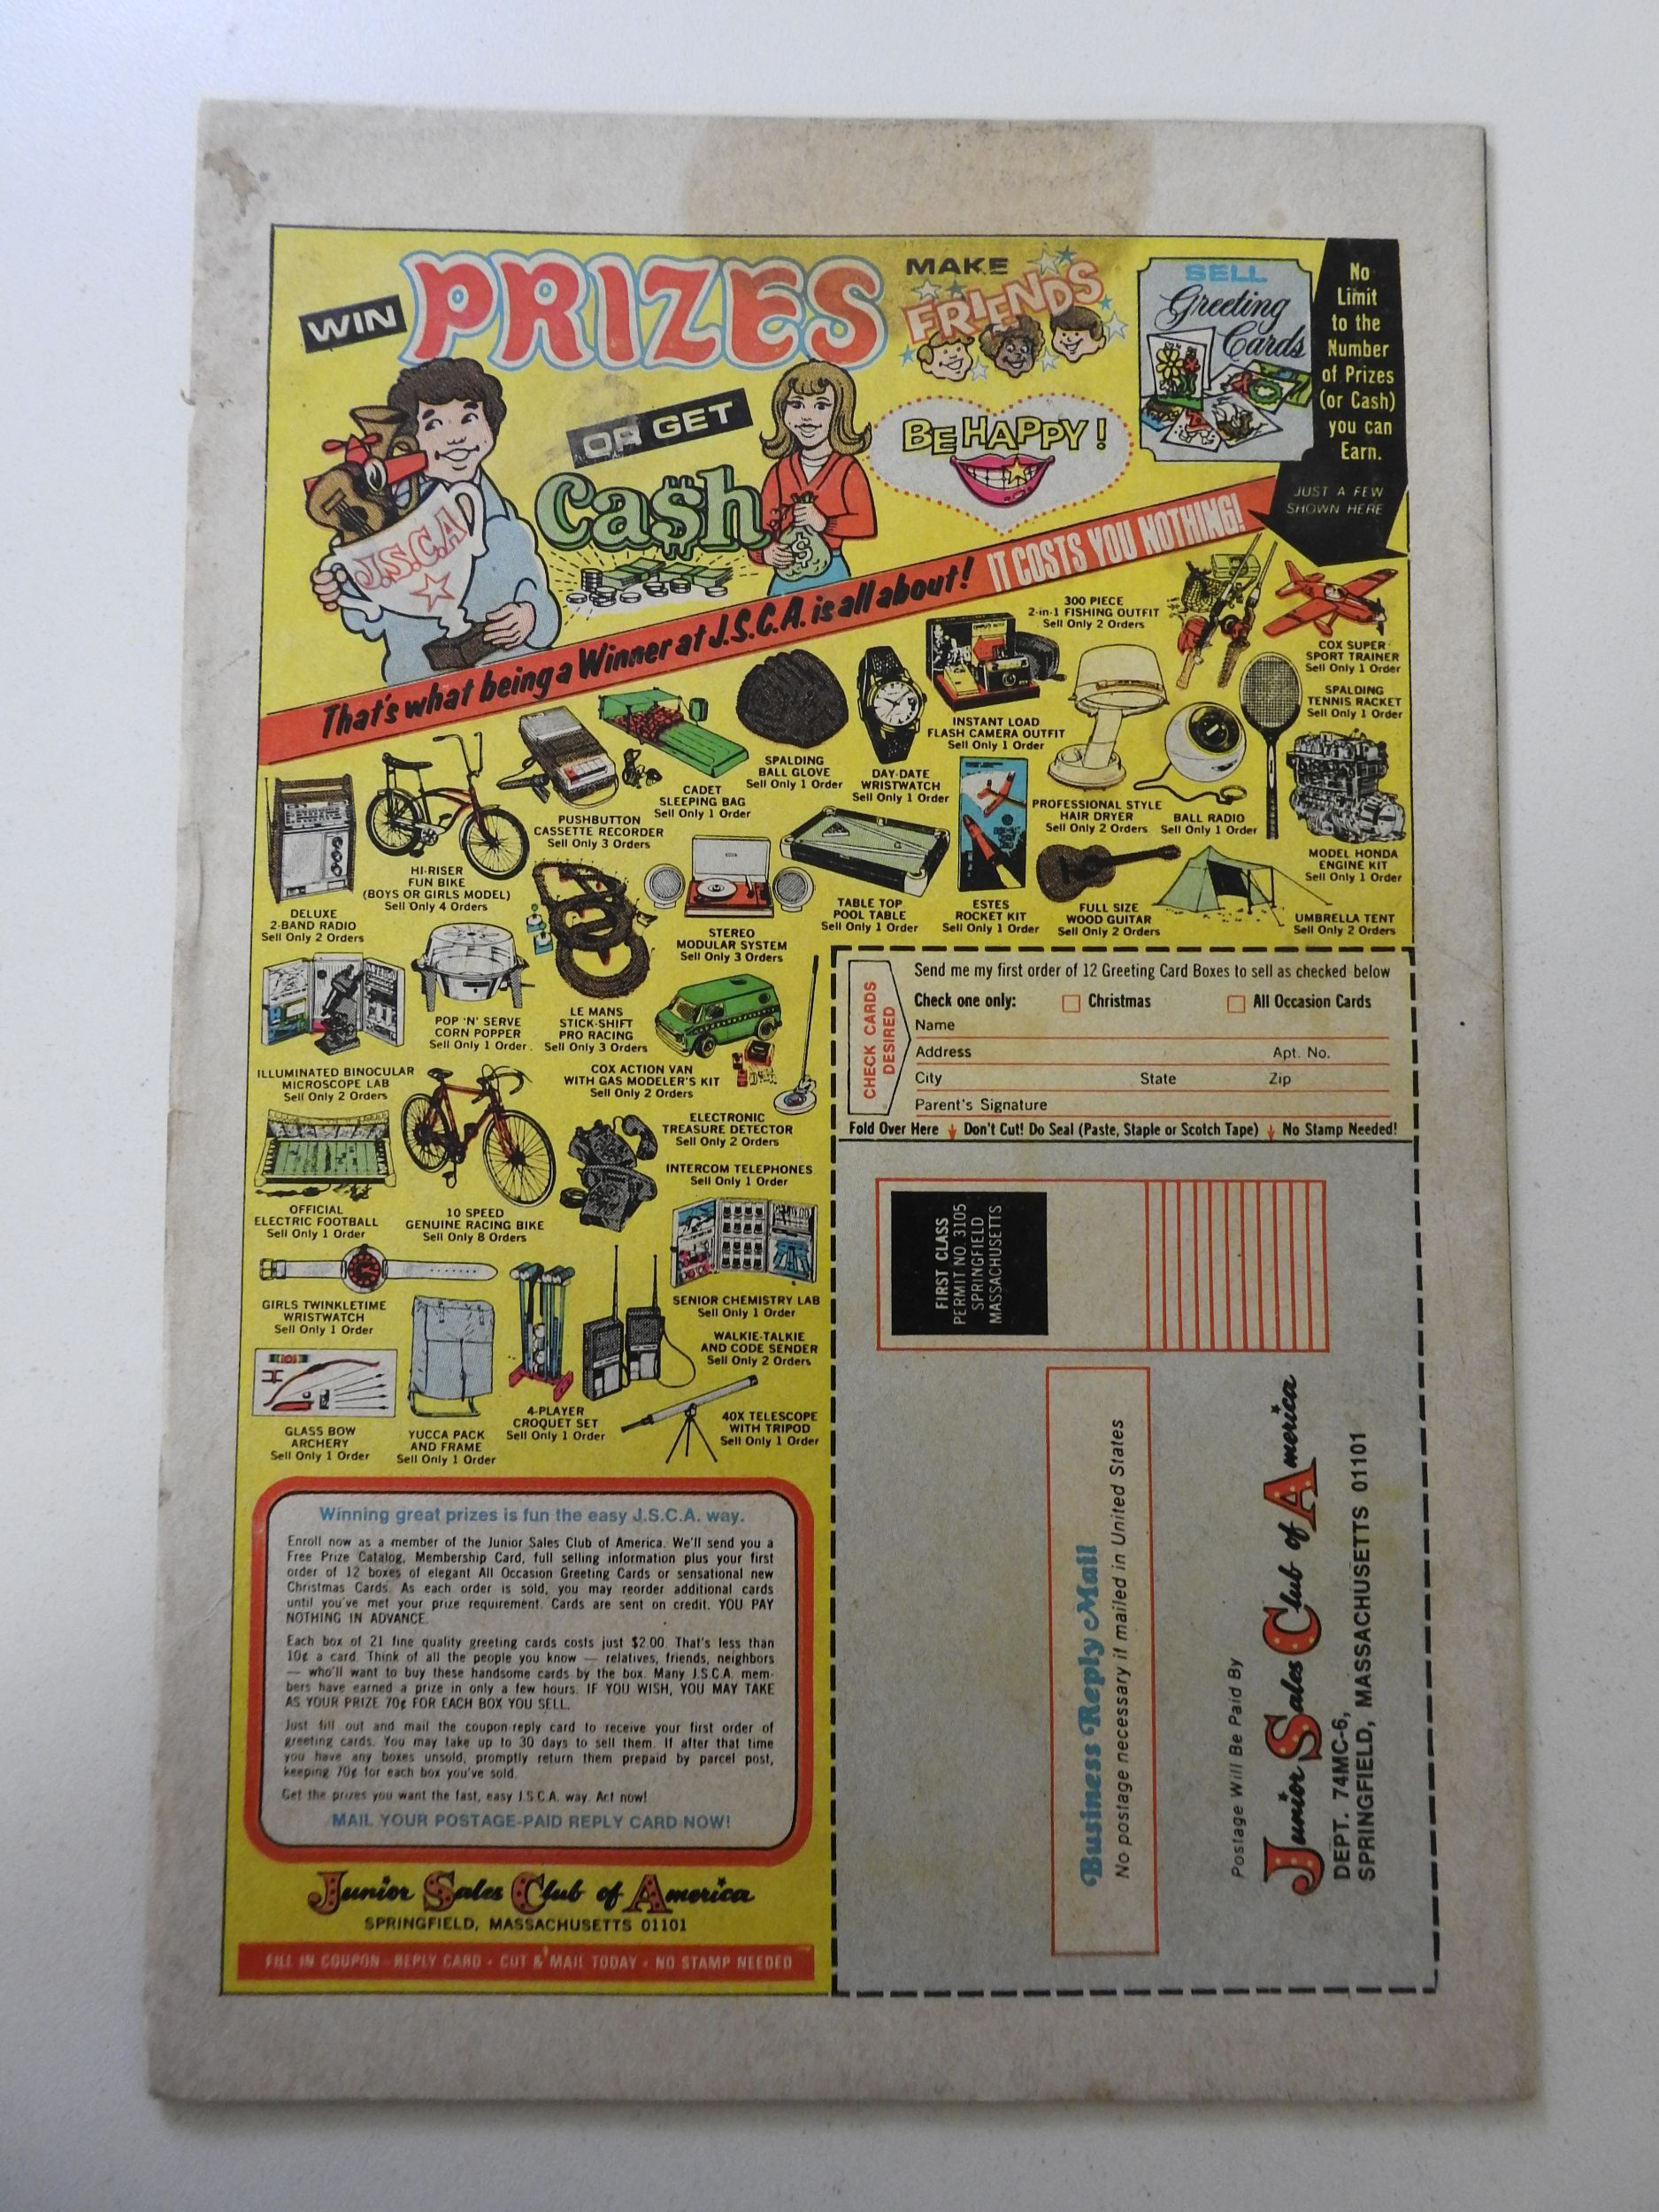 WIN PRIZES
MAKE
FRIENDS
SELL
Greeting
Cards
No
Limit
to the
Number
of Prizes
(or Cash)
you can
Earn.
JUST A FEW
SHOWN HERE
OR GET
Ca$h
BE HAPPY!
J.S.C.A
$
That's what being a Winner at J.S.C.A. is all about! IT COSTS YOU NOTHING!
300 PIECE
2-in-1 FISHING OUTFIT
Sell Only 2 Orders
COX SUPER
SPORT TRAINER
Sell Only 1 Order
SPALDING
TENNIS RACKET
Sell Only 1 Order
INSTANT LOAD
FLASH CAMERA OUTFIT
Sell Only 1 Order
SPALDING
BALL GLOVE
Sell Only 1 Order
DAY-DATE
WRISTWATCH
Sell Only 1 Order
CADET
SLEEPING BAG
Sell Only 1 Order
PUSHBUTTON
CASSETTE RECORDER
Sell Only 3 Orders
PROFESSIONAL STYLE
HAIR DRYER
Sell Only 2 Orders
BALL RADIO
Sell Only 1 Order
MODEL HONDA
ENGINE KIT
Sell Only 1 Order
HI-RISER
FUN BIKE
(BOYS OR GIRLS MODEL)
Sell Only 4 Orders
DELUXE
2-BAND RADIO
Sell Only 2 Orders
STEREO
MODULAR SYSTEM
Sell Only 3 Orders
TABLE TOP
POOL TABLE
Sell Only 1 Order
ESTES
ROCKET KIT
Sell Only 1 Order
FULL SIZE
WOOD GUITAR
Sell Only 2 Orders
UMBRELLA TENT
Sell Only 2 Orders
POP 'N' SERVE
CORN POPPER
Sell Only 1 Order
LE MANS
STICK-SHIFT
PRO RACING
Sell Only 3 Orders
ILLUMINATED BINOCULAR
MICROSCOPE LAB
Sell Only 2 Orders
COX ACTION VAN
WITH GAS MODELER'S KIT
Sell Only 2 Orders
ELECTRONIC
TREASURE DETECTOR
Sell Only 2 Orders
INTERCOM TELEPHONES
Sell Only 1 Order
OFFICIAL
ELECTRIC FOOTBALL
Sell Only 1 Order
10 SPEED
GENUINE RACING BIKE
Sell Only 8 Orders
GIRLS TWINKLETIME
WRISTWATCH
Sell Only 1 Order
SENIOR CHEMISTRY LAB
Sell Only 1 Order
WALKIE-TALKIE
AND CODE SENDER
Sell Only 2 Orders
GLASS BOW
ARCHERY
Sell Only 1 Order
YUCCA PACK
AND FRAME
Sell Only 1 Order
4-PLAYER
CROQUET SET
Sell Only 1 Order
40X TELESCOPE
WITH TRIPOD
Sell Only 1 Order
Winning great prizes is fun the easy J.S.C.A. way.
Enroll now as a member of the Junior Sales Club of America. We'll send you a
Free Prize Catalog, Membership Card, full selling information plus your first
order of 12 boxes of elegant All Occasion Greeting Cards or sensational new
Christmas Cards. As each order is sold, you may reorder additional cards
until you've met your prize requirement. Cards are sent on credit. YOU PAY
NOTHING IN ADVANCE.
Each box of 21 fine quality greeting cards costs just $2.00. That's less than
10¢ a card. Think of all the people you know — relatives, friends, neighbors
— who'll want to buy these handsome cards by the box. Many J.S.C.A. mem-
bers have earned a prize in only a few hours. IF YOU WISH, YOU MAY TAKE
AS YOUR PRIZE 70¢ FOR EACH BOX YOU SELL.
Just fill out and mail the coupon-reply card to receive your first order of
greeting cards. You may take up to 30 days to sell them. If after that time
you have any boxes unsold, promptly return them prepaid by parcel post,
keeping 70¢ for each box you've sold.
Get the prizes you want the fast, easy J.S.C.A. way. Act now!
MAIL YOUR POSTAGE-PAID REPLY CARD NOW!
Junior Sales Club of America
SPRINGFIELD, MASSACHUSETTS 01101
FILL IN COUPON - REPLY CARD - CUT & MAIL TODAY - NO STAMP NEEDED
CHECK CARDS
DESIRED
Send me my first order of 12 Greeting Card Boxes to sell as checked below
Check one only: Christmas All Occasion Cards
Name
Address Apt. No.
City State Zip
Parent's Signature
Fold Over Here Don't Cut! Do Seal (Paste, Staple or Scotch Tape) No Stamp Needed!
FIRST CLASS
PERMIT NO. 3105
SPRINGFIELD
MASSACHUSETTS
Business Reply Mail
No postage necessary if mailed in United States
Postage Will Be Paid By
Junior Sales Club of America
DEPT. 74MC-6,
SPRINGFIELD, MASSACHUSETTS 01101